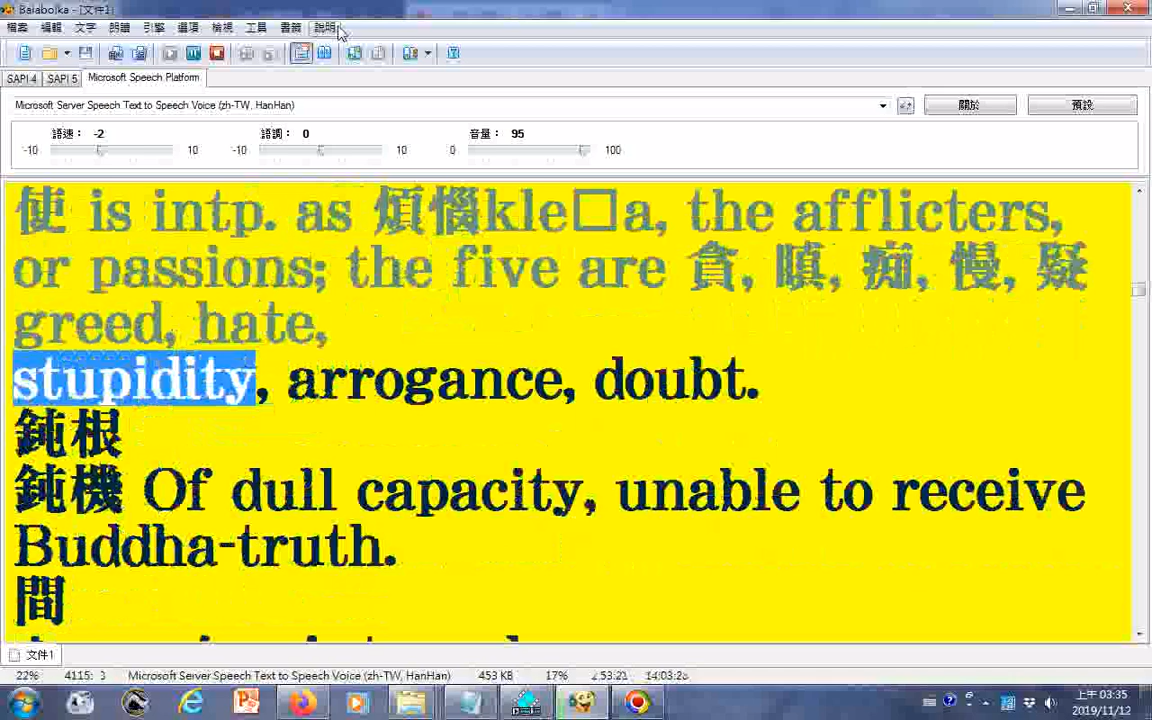 Balabolka - [文件1]
檔案 編輯 文字 朗讀 引擎 選項 檢視 工具 書籤 說明
SAPI 4 SAPI 5 Microsoft Speech Platform
Microsoft Server Speech Text to Speech Voice (zh-TW, HanHan) 關於 預設
語速： -2 語調： 0 音量： 95
-10 10 -10 10 0 100
使 is intp. as 煩惱kle□a, the afflicters,
or passions; the five are 貪, 瞋, 痴, 慢, 疑
greed, hate,
stupidity, arrogance, doubt.
鈍根
鈍機 Of dull capacity, unable to receive
Buddha-truth.
間
文件1
22% 4115: 3 Microsoft Server Speech Text to Speech Voice (zh-TW, HanHan) 453 KB 17% 2:53:21
上午 03:35
2019/11/12